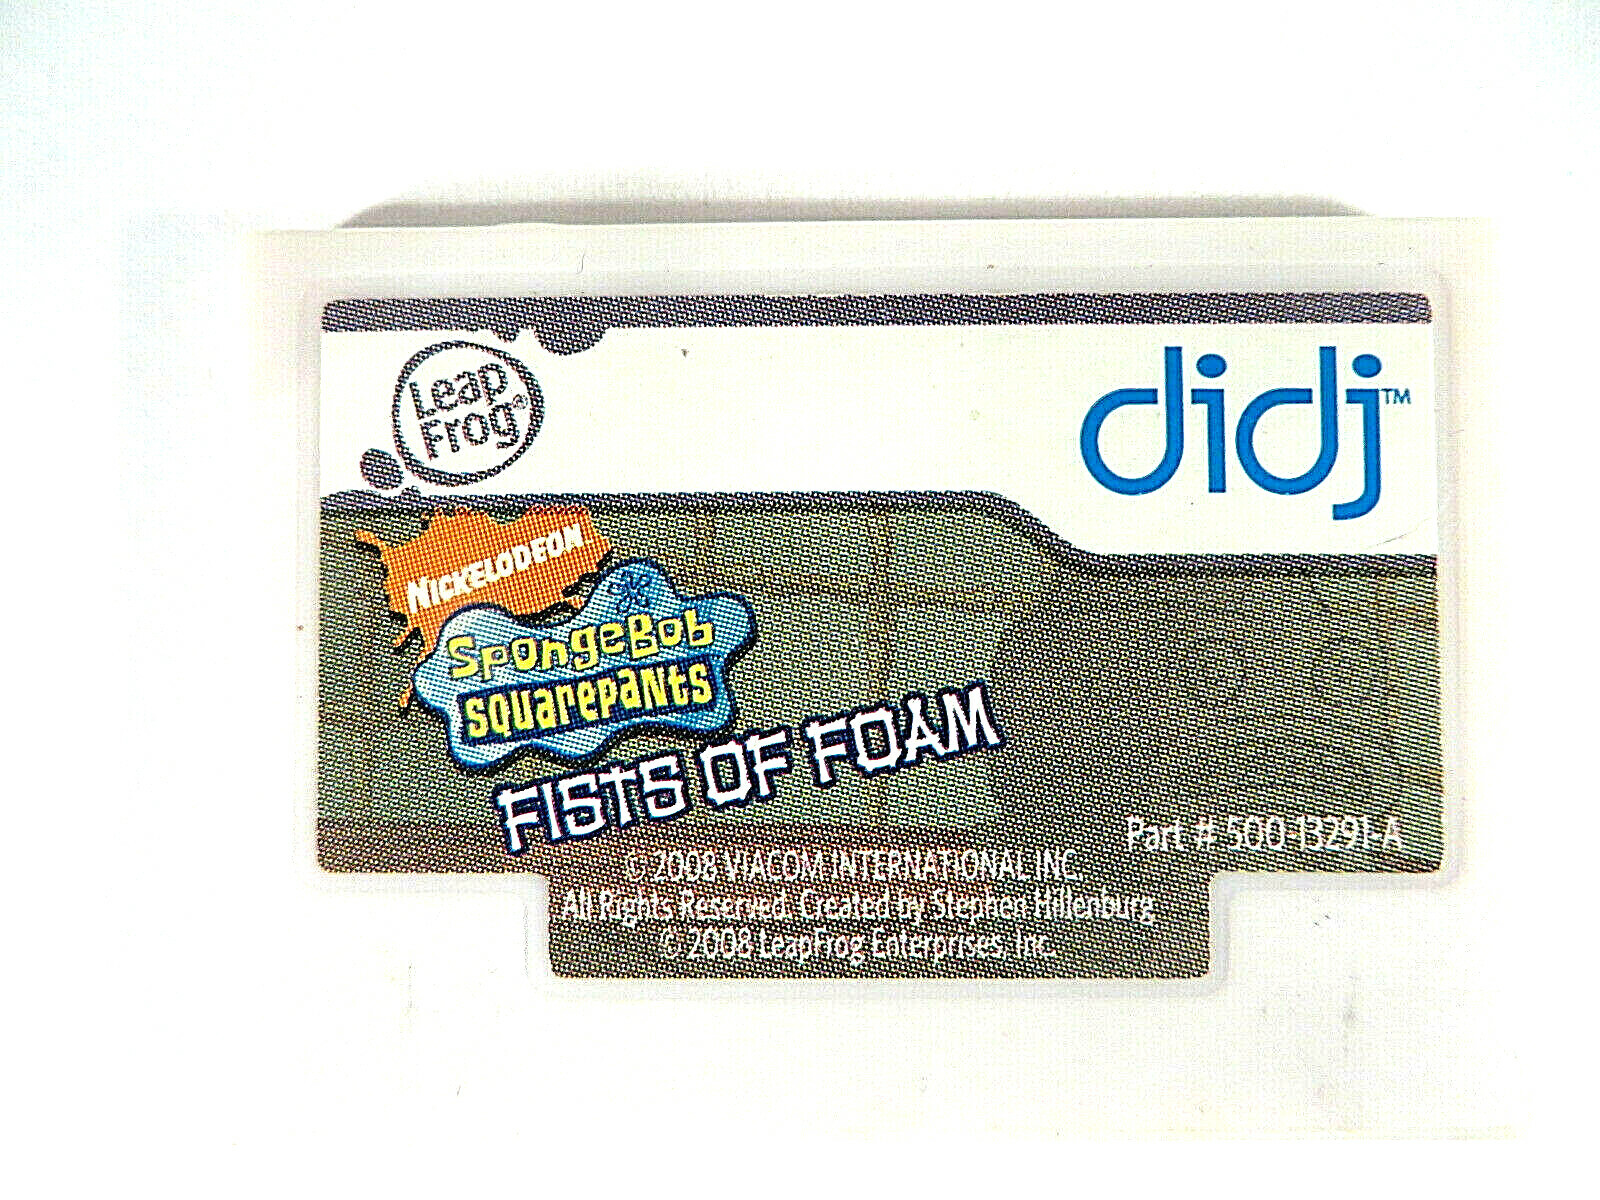 Leap
Frog®
didj™
NICKELODEON
SPONGEBOB
SQUAREPANTS
FISTS OF FOAM
Part # 500-13291-A
© 2008 VIACOM INTERNATIONAL INC.
All Rights Reserved. Created by Stephen Hillenburg
© 2008 LeapFrog Enterprises, Inc.